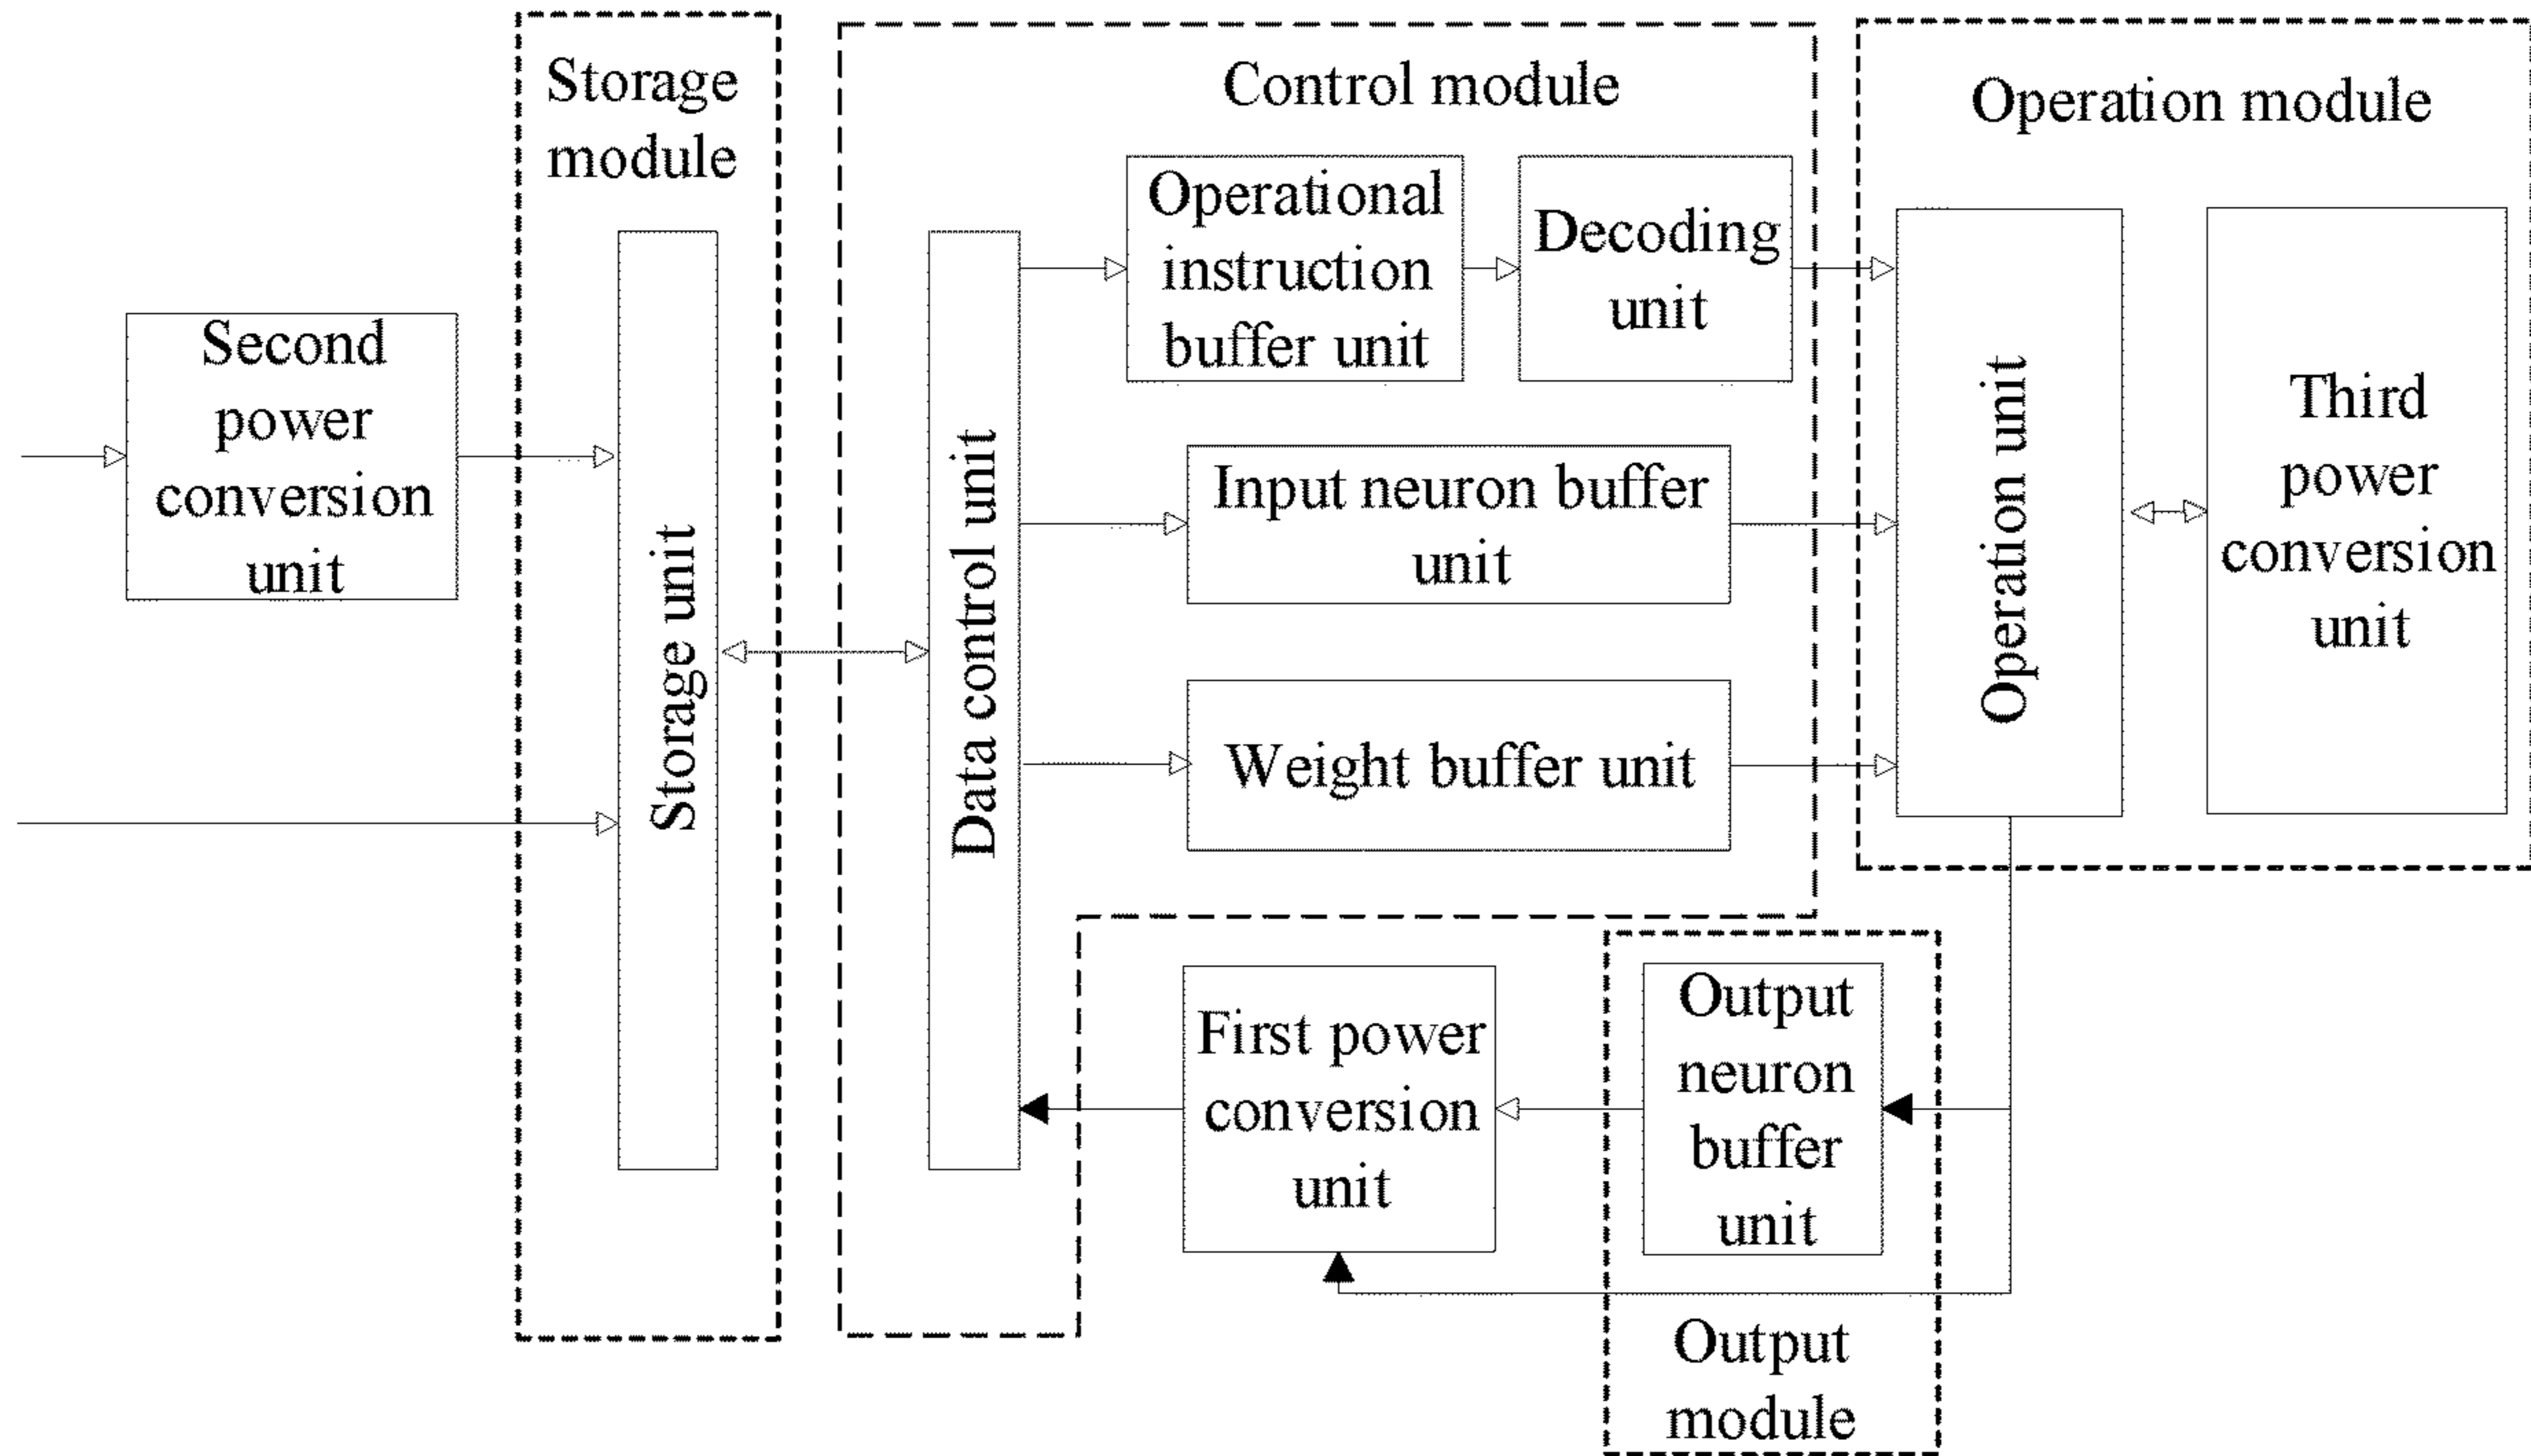 Storage
module
Control module
Operation module
Second
power
conversion
unit
Storage unit
Data control unit
Operational
instruction
buffer unit
Decoding
unit
Input neuron buffer
unit
Weight buffer unit
Operation unit
Third
power
conversion
unit
First power
conversion
unit
Output
neuron
buffer
unit
Output
module